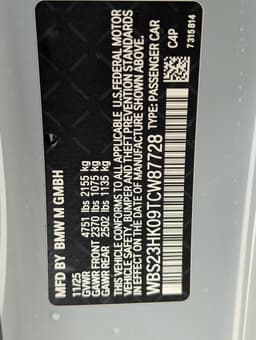 MFD BY BMW M GMBH
11/25
GVWR 4751 lbs 2155 kg
GAWR FRONT 2370 lbs 1075 kg
GAWR REAR 2502 lbs 1135 kg
THIS VEHICLE CONFORMS TO ALL APPLICABLE U.S.FEDERAL MOTOR
VEHICLE SAFETY, BUMPER, AND THEFT PREVENTION STANDARDS
IN EFFECT ON THE DATE OF MANUFACTURE SHOWN ABOVE.
WBS23HK09TCW87728 TYPE: PASSENGER CAR
C4P
7315814